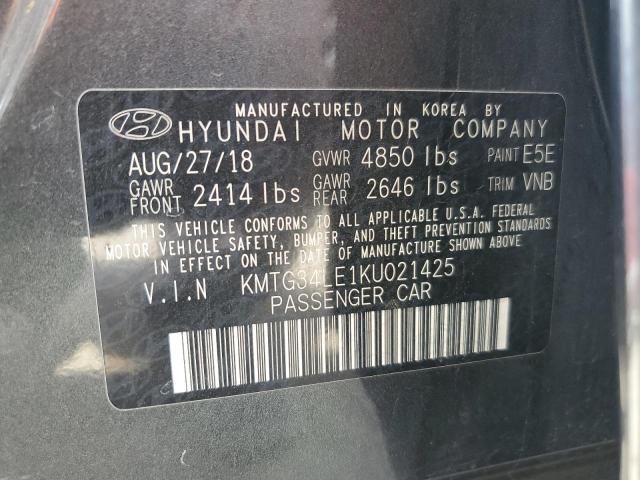 MANUFACTURED IN KOREA BY
HYUNDAI MOTOR COMPANY
AUG/27/18 GVWR 4850 lbs PAINT E5E
GAWR FRONT 2414 lbs GAWR REAR 2646 lbs TRIM VNB
THIS VEHICLE CONFORMS TO ALL APPLICABLE U.S.A. FEDERAL
MOTOR VEHICLE SAFETY, BUMPER, AND THEFT PREVENTION STANDARDS
IN EFFECT ON THE DATE OF MANUFACTURE SHOWN ABOVE.
V.I.N KMTG34LE1KU021425
PASSENGER CAR